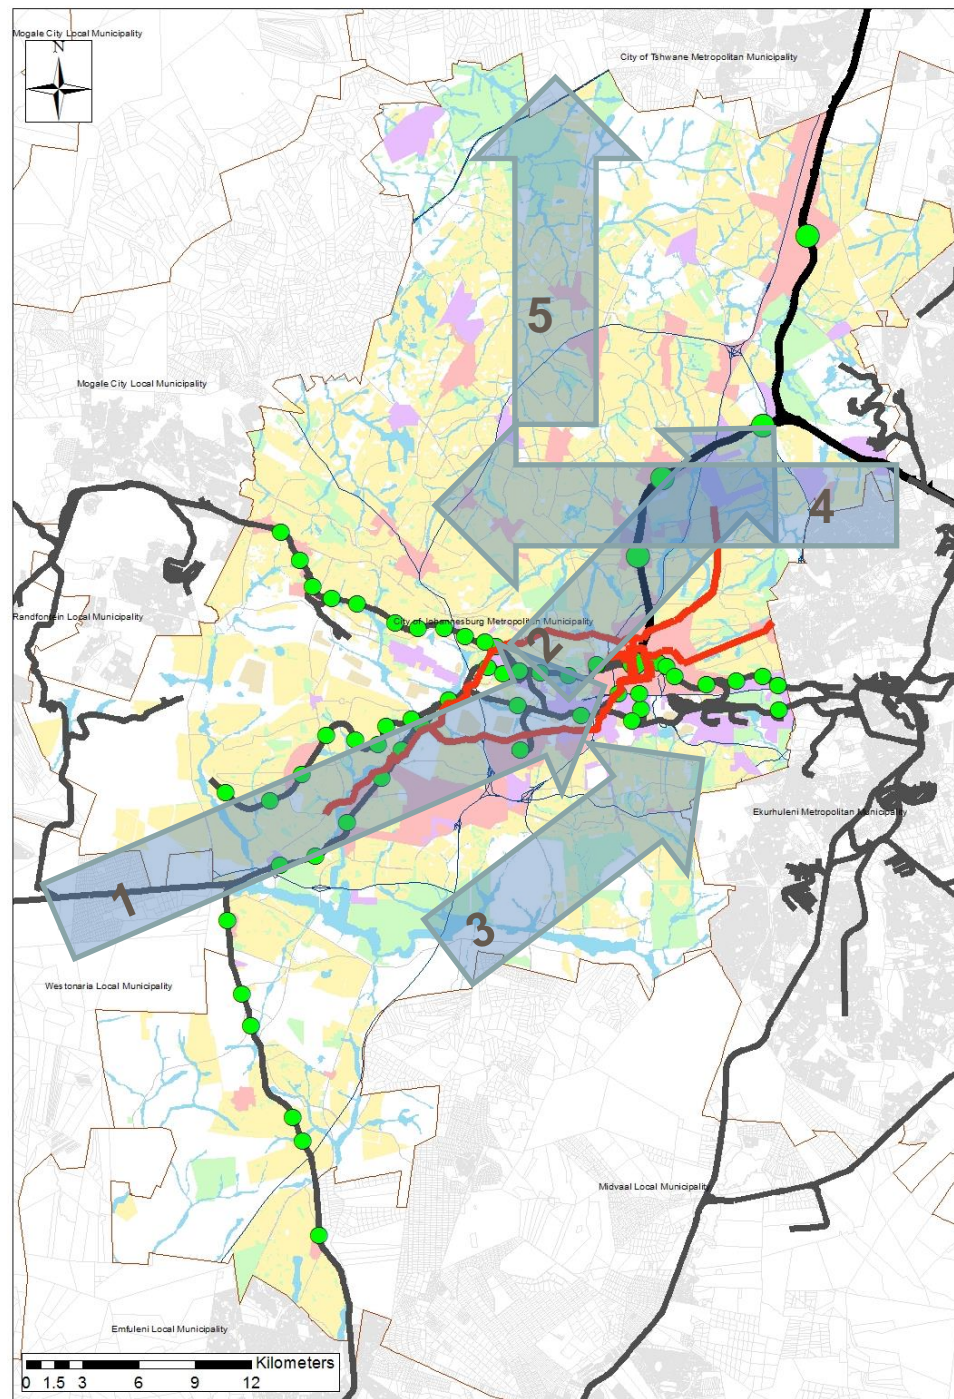 Mogale City Local Municipality
N
City of Tshwane Metropolitan Municipality
5
Mogale City Local Municipality
4
Randfontein Local Municipality
City of Johannesburg Metropolitan Municipality
2
Ekurhuleni Metropolitan Municipality
1
3
Westonaria Local Municipality
Midvaal Local Municipality
Emfuleni Local Municipality
Kilometers
0 1.5 3 6 9 12